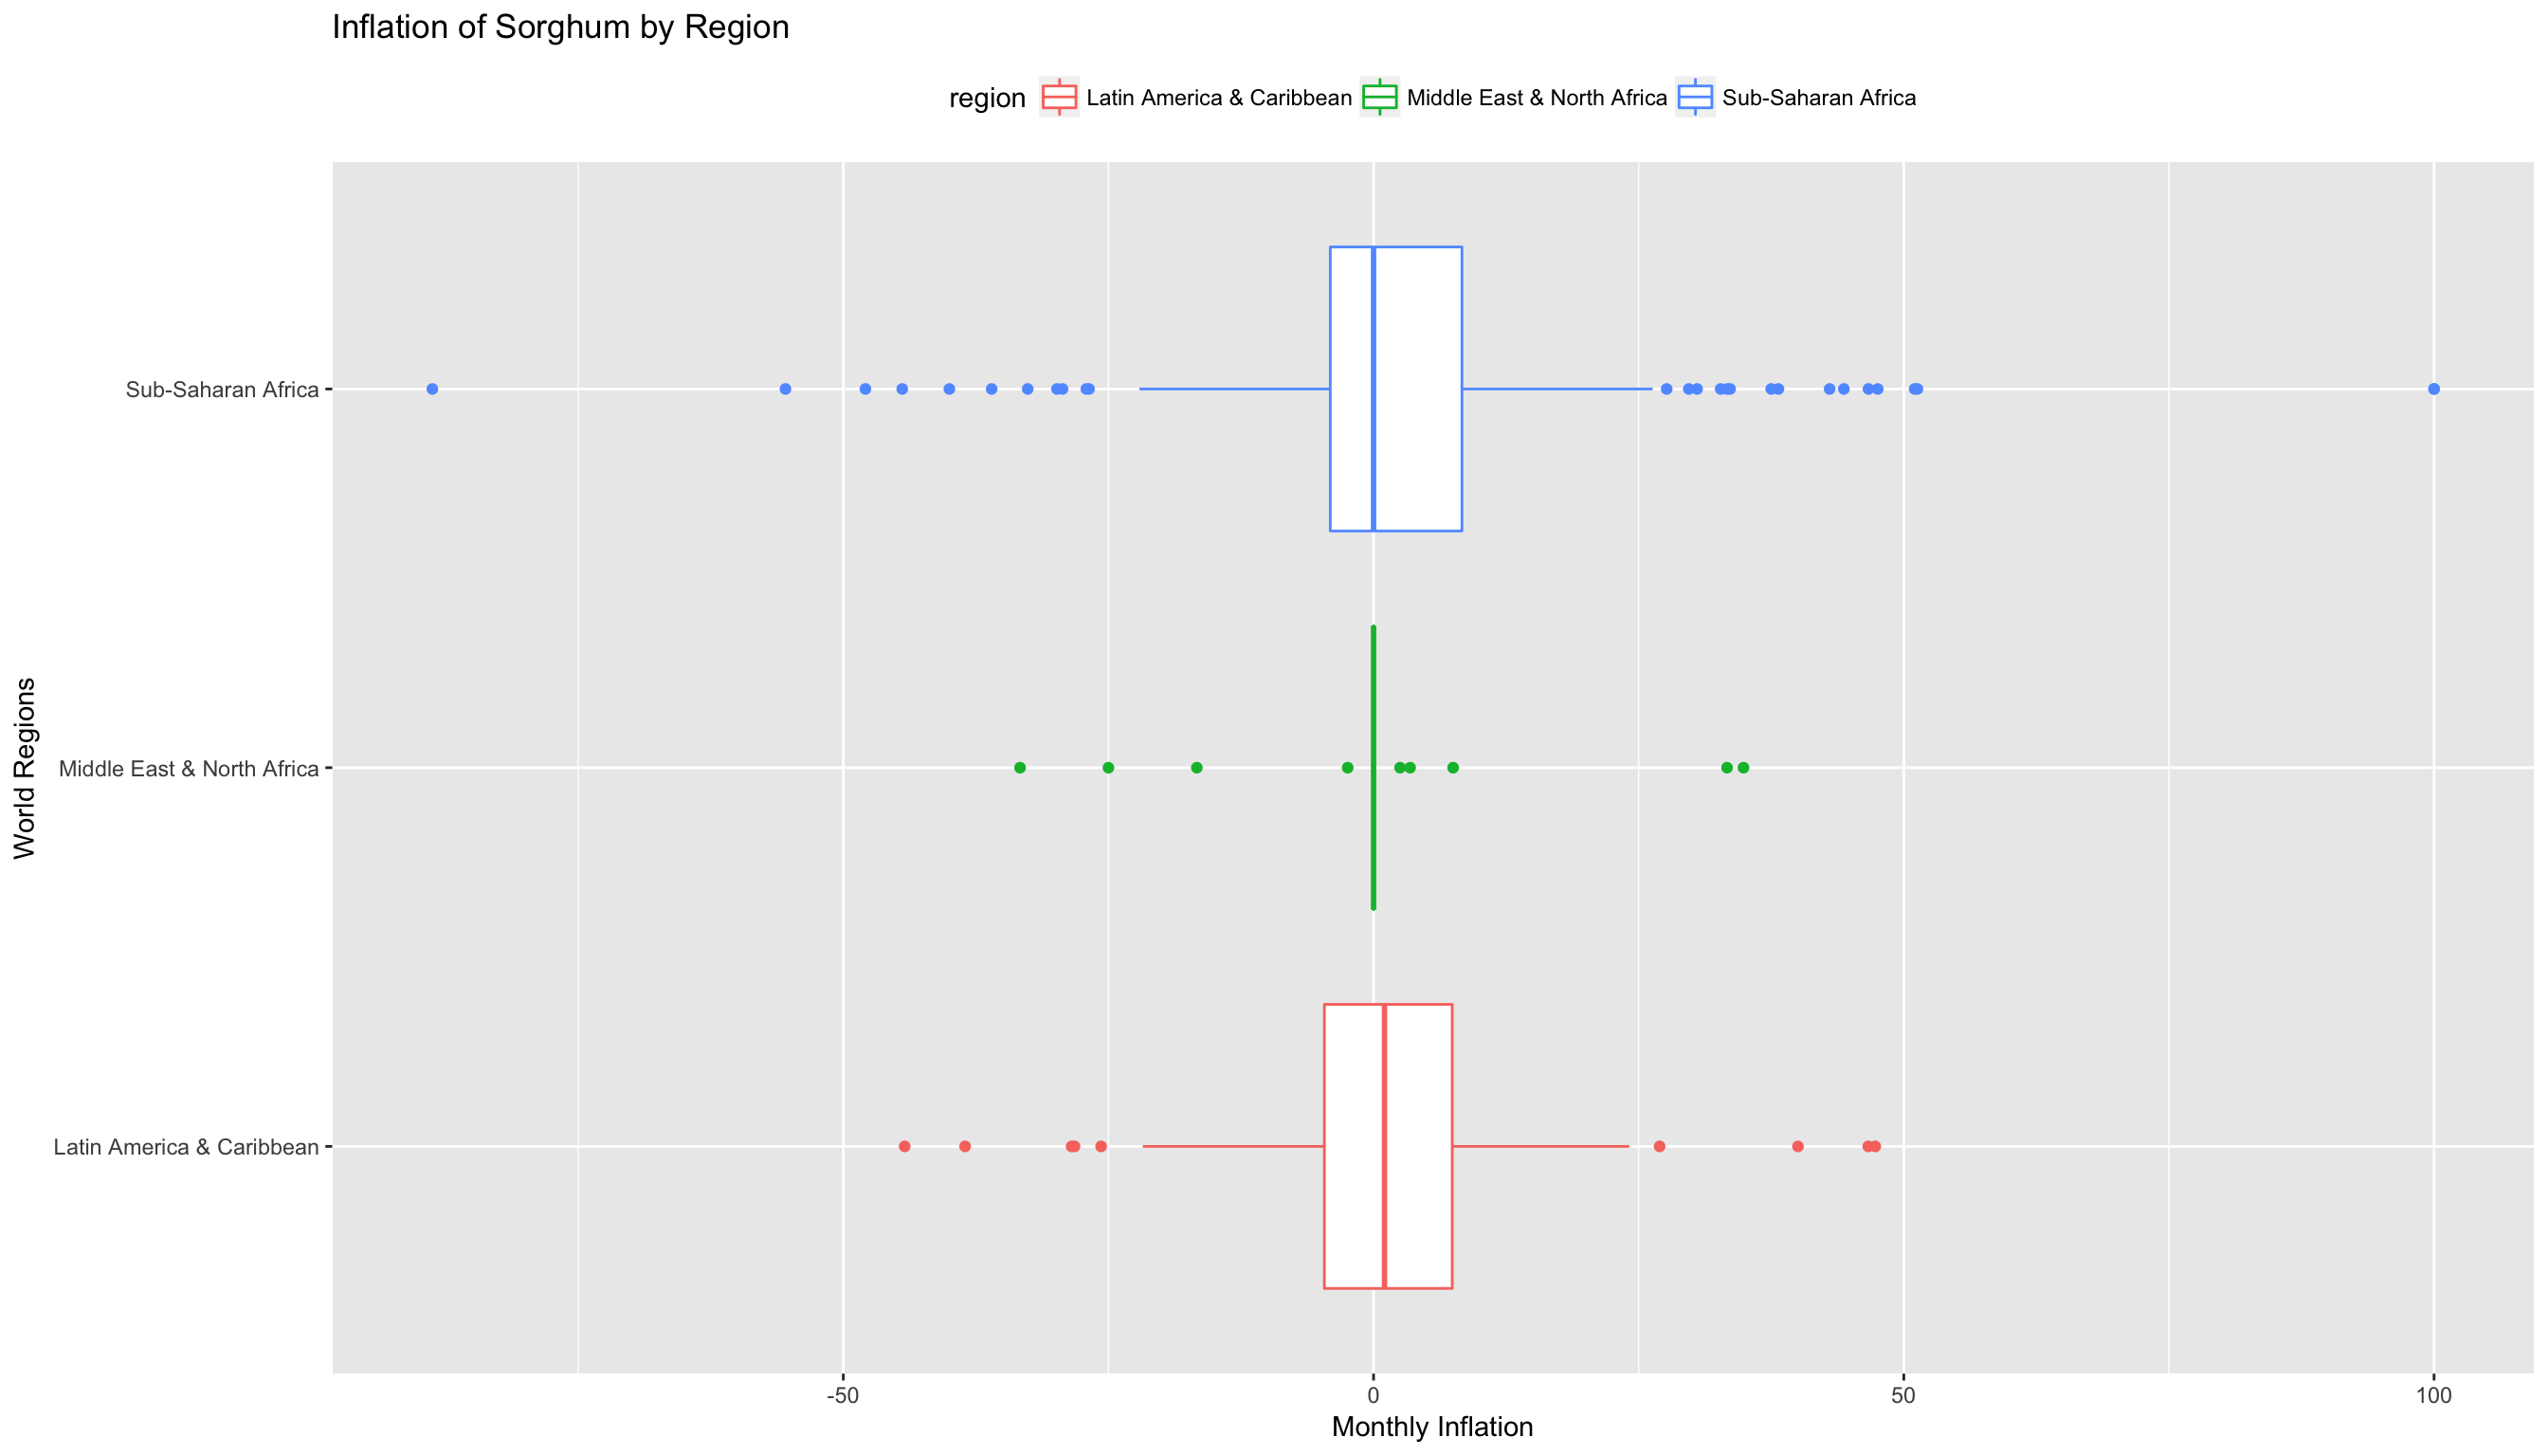 Inflation of Sorghum by Region
region Latin America & Caribbean Middle East & North Africa Sub-Saharan Africa
Sub-Saharan Africa
Middle East & North Africa
Latin America & Caribbean
World Regions
-50 0 50 100
Monthly Inflation